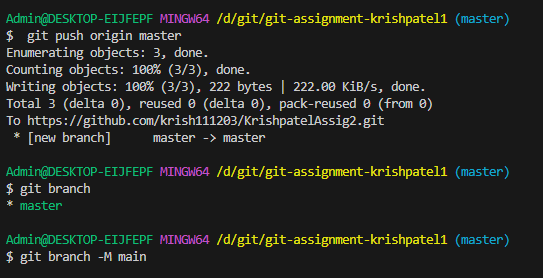 Admin@DESKTOP-EIJFEPF MINGW64 /d/git/git-assignment-krishpatel1 (master)
$  git push origin master
Enumerating objects: 3, done.
Counting objects: 100% (3/3), done.
Writing objects: 100% (3/3), 222 bytes | 222.00 KiB/s, done.
Total 3 (delta 0), reused 0 (delta 0), pack-reused 0 (from 0)
To https://github.com/krish111203/KrishpatelAssig2.git
 * [new branch]      master -> master
Admin@DESKTOP-EIJFEPF MINGW64 /d/git/git-assignment-krishpatel1 (master)
$ git branch
* master
Admin@DESKTOP-EIJFEPF MINGW64 /d/git/git-assignment-krishpatel1 (master)
$ git branch -M main